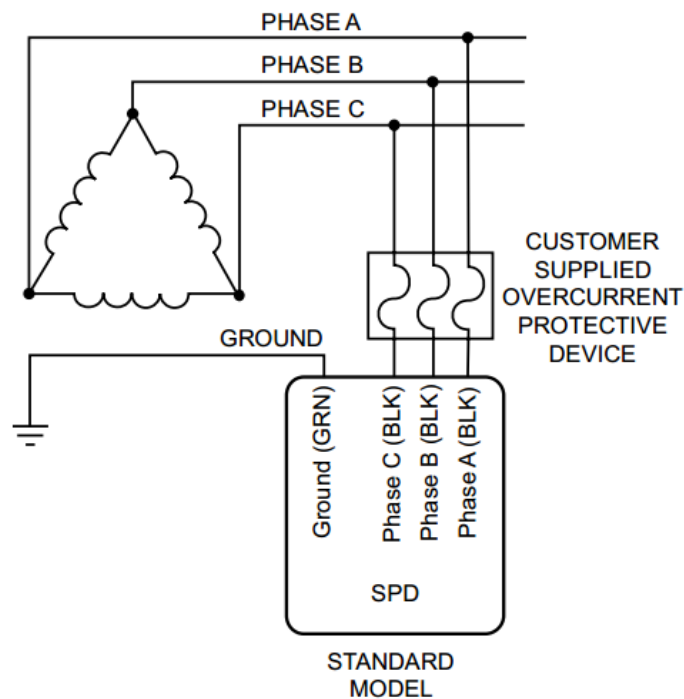 PHASE A
PHASE B
PHASE C
CUSTOMER
SUPPLIED
OVERCURRENT
PROTECTIVE
DEVICE
GROUND
Ground (GRN)
Phase C (BLK)
Phase B (BLK)
Phase A (BLK)
SPD
STANDARD
MODEL